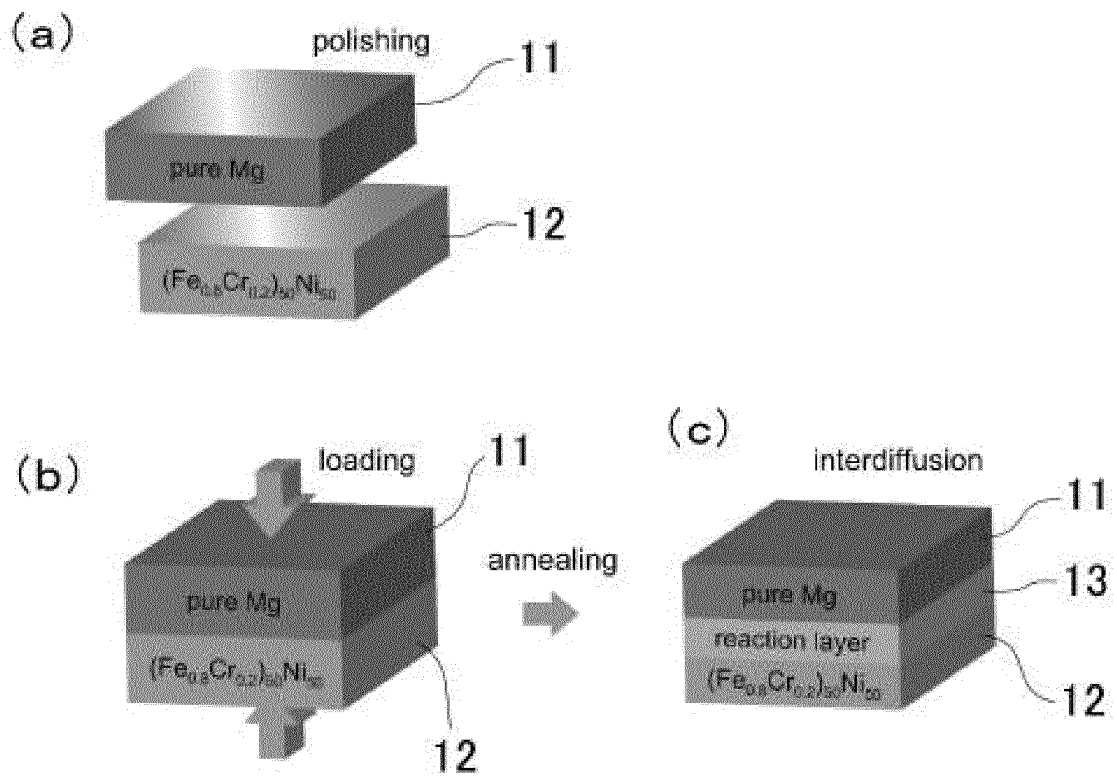 (a)
polishing
11
pure Mg
12
(Fe₀.₈Cr₀.₂)₅₀Ni₅₀
(b)
loading
11
pure Mg
(Fe₀.₈Cr₀.₂)₅₀Ni₅₀
12
annealing
(c)
interdiffusion
11
pure Mg
13
reaction layer
(Fe₀.₈Cr₀.₂)₅₀Ni₅₀
12